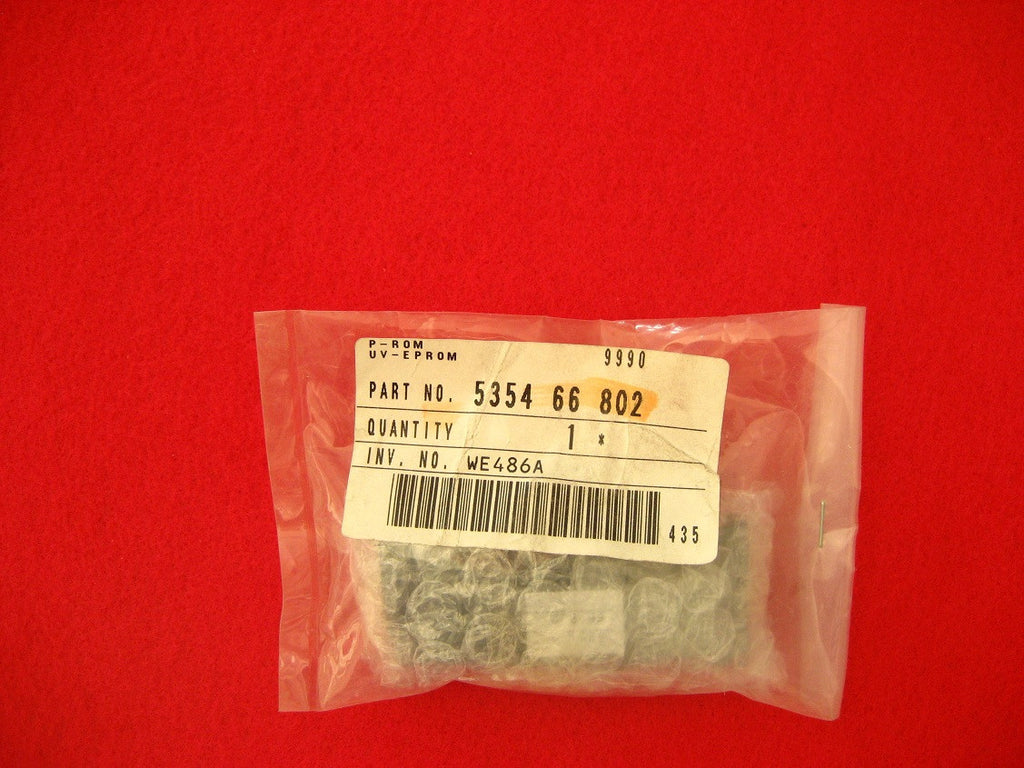 P-ROM
UV-EPROM 9990
PART NO. 5354 66 802
QUANTITY 1 *
INV. NO. WE486A
435